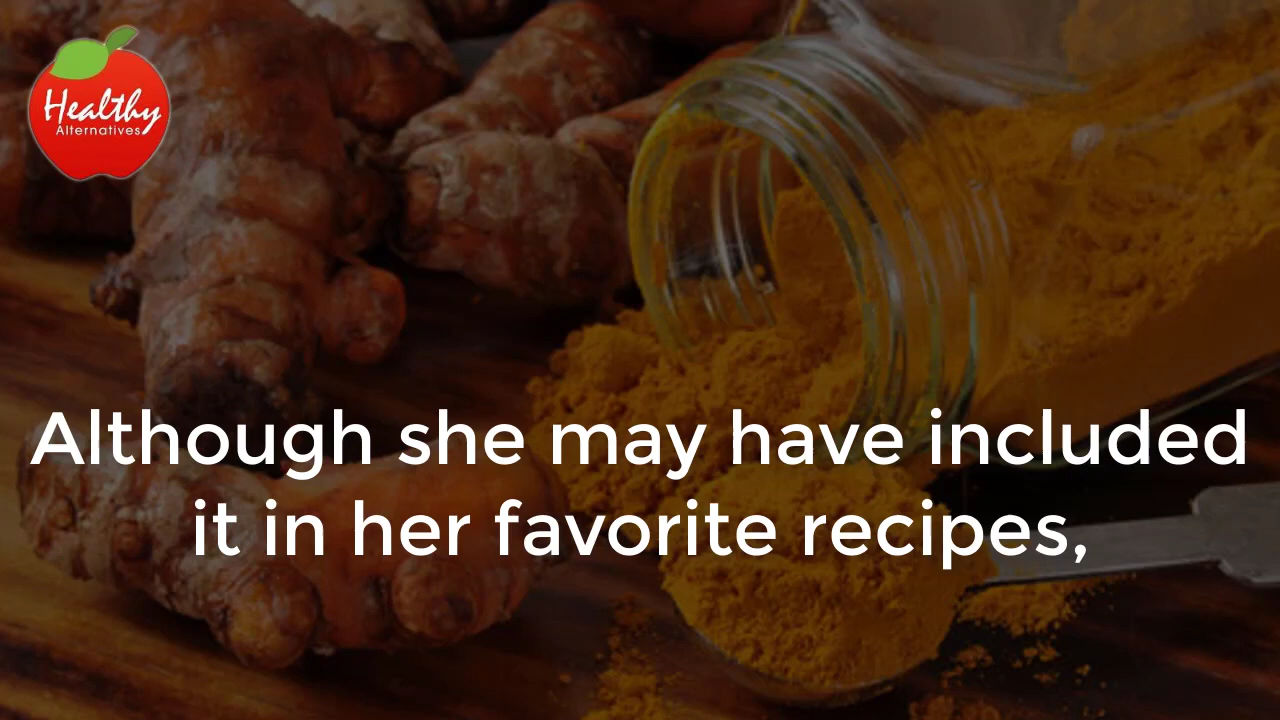 Healthy
Alternatives
Although she may have included
it in her favorite recipes,